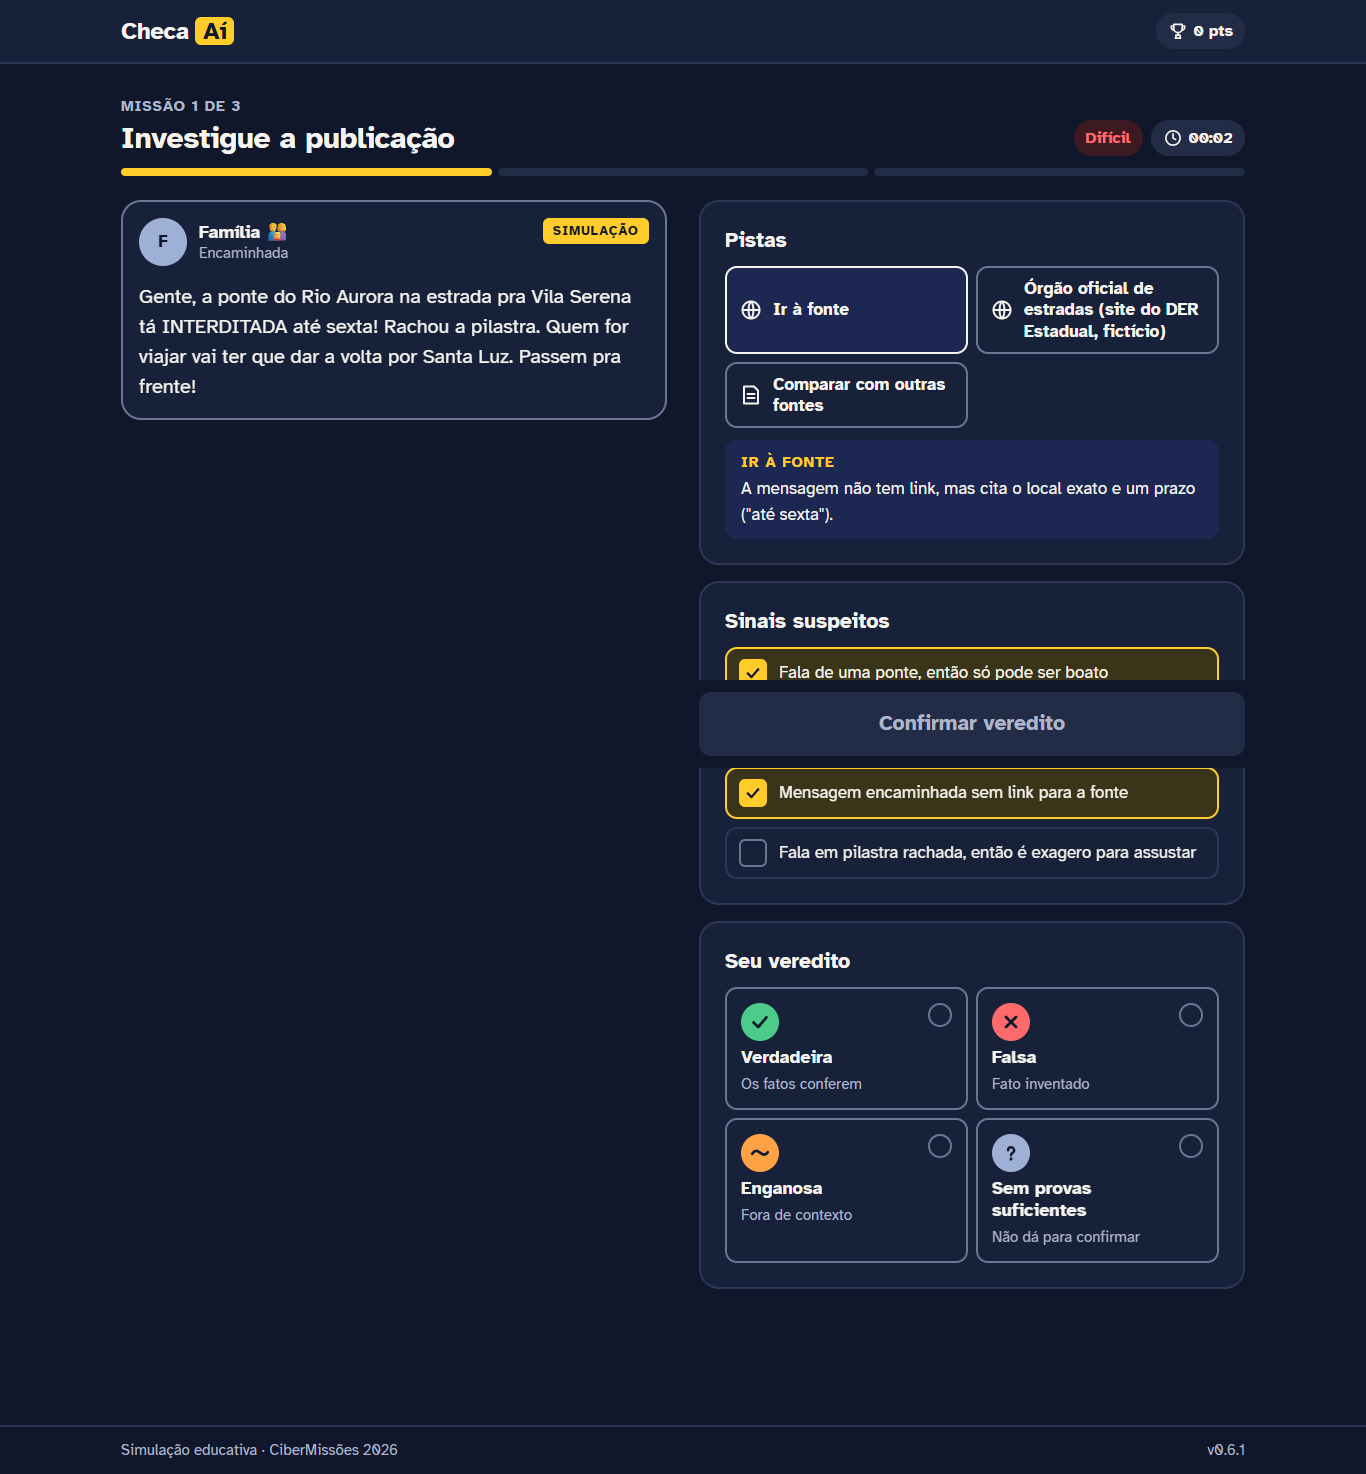 Checa Aí
0 pts
MISSÃO 1 DE 3
Investigue a publicação
Difícil
00:02
F
Família
Encaminhada
SIMULAÇÃO
Gente, a ponte do Rio Aurora na estrada pra Vila Serena
tá INTERDITADA até sexta! Rachou a pilastra. Quem for
viajar vai ter que dar a volta por Santa Luz. Passem pra
frente!
Pistas
Ir à fonte
Órgão oficial de
estradas (site do DER
Estadual, fictício)
Comparar com outras
fontes
IR À FONTE
A mensagem não tem link, mas cita o local exato e um prazo
("até sexta").
Sinais suspeitos
Fala de uma ponte, então só pode ser boato
Confirmar veredito
Mensagem encaminhada sem link para a fonte
Fala em pilastra rachada, então é exagero para assustar
Seu veredito
Verdadeira
Os fatos conferem
Falsa
Fato inventado
Enganosa
Fora de contexto
?
Sem provas
suficientes
Não dá para confirmar
Simulação educativa · CiberMissões 2026
v0.6.1